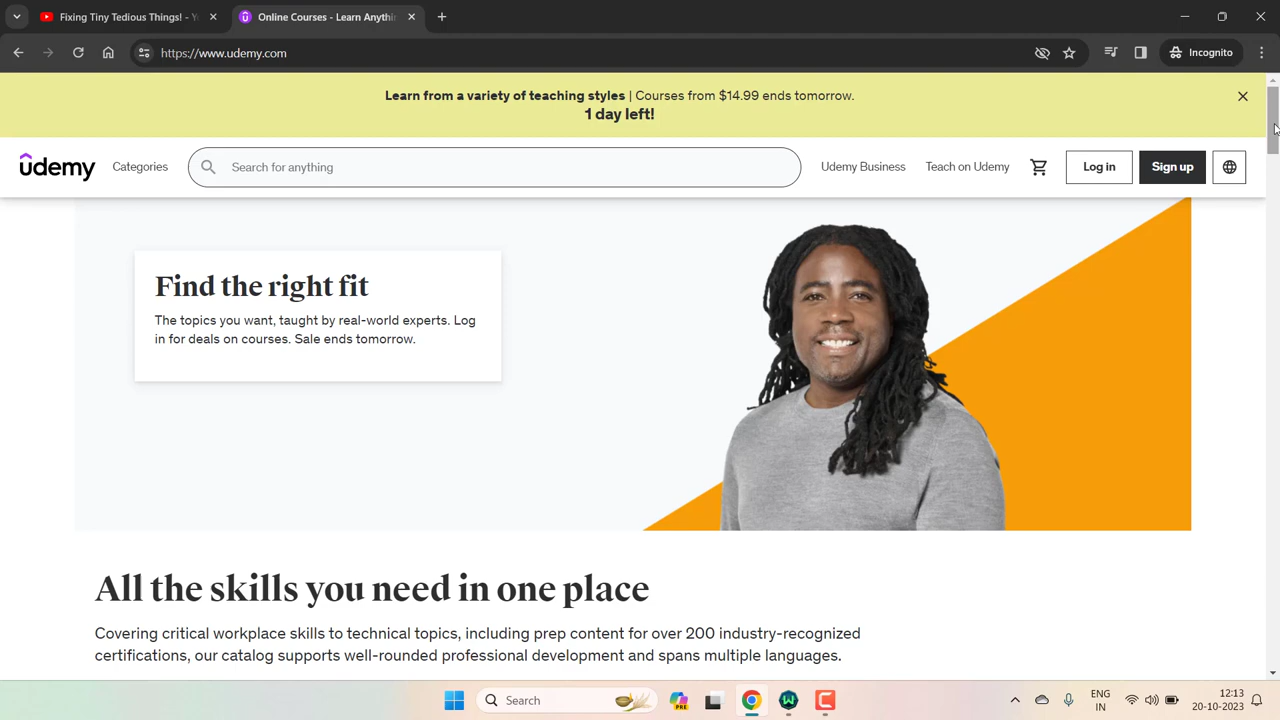 Fixing Tiny Tedious Things! - Y
Online Courses - Learn Anythi
https://www.udemy.com
Incognito
Learn from a variety of teaching styles | Courses from $14.99 ends tomorrow.
1 day left!
udemy
Categories
Search for anything
Udemy Business
Teach on Udemy
Log in
Sign up
Find the right fit
The topics you want, taught by real-world experts. Log
in for deals on courses. Sale ends tomorrow.
All the skills you need in one place
Covering critical workplace skills to technical topics, including prep content for over 200 industry-recognized
certifications, our catalog supports well-rounded professional development and spans multiple languages.
Search
PRE
ENG
IN
12:13
20-10-2023